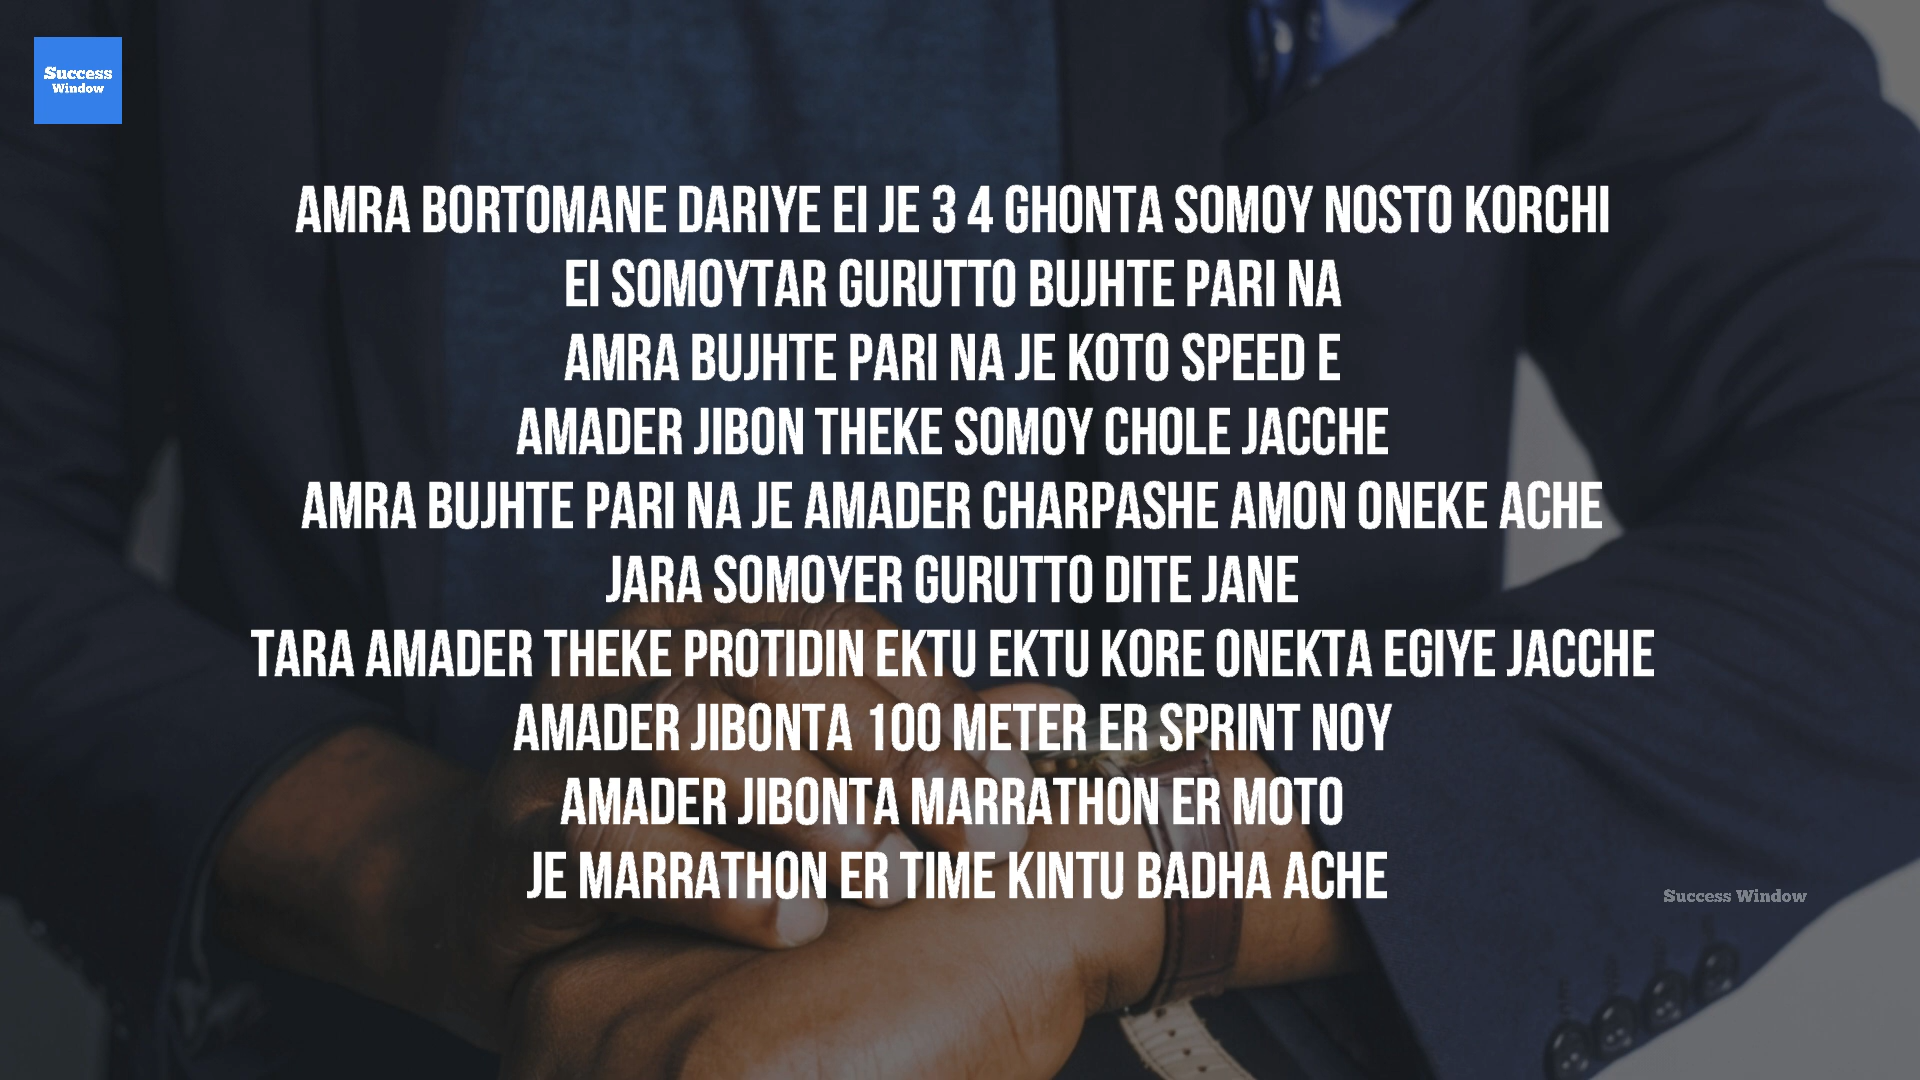 Success
Window
AMRA BORTOMANE DARIYE EI JE 3 4 GHONTA SOMOY NOSTO KORCHI
EI SOMOYTAR GURUTTO BUJHTE PARI NA
AMRA BUJHTE PARI NA JE KOTO SPEED E
AMADER JIBON THEKE SOMOY CHOLE JACCHE
AMRA BUJHTE PARI NA JE AMADER CHARPASHE AMON ONEKE ACHE
JARA SOMOYER GURUTTO DITE JANE
TARA AMADER THEKE PROTIDIN EKTU EKTU KORE ONEKTA EGIYE JACCHE
AMADER JIBONTA 100 METER ER SPRINT NOY
AMADER JIBONTA MARRATHON ER MOTO
JE MARRATHON ER TIME KINTU BADHA ACHE
Success Window